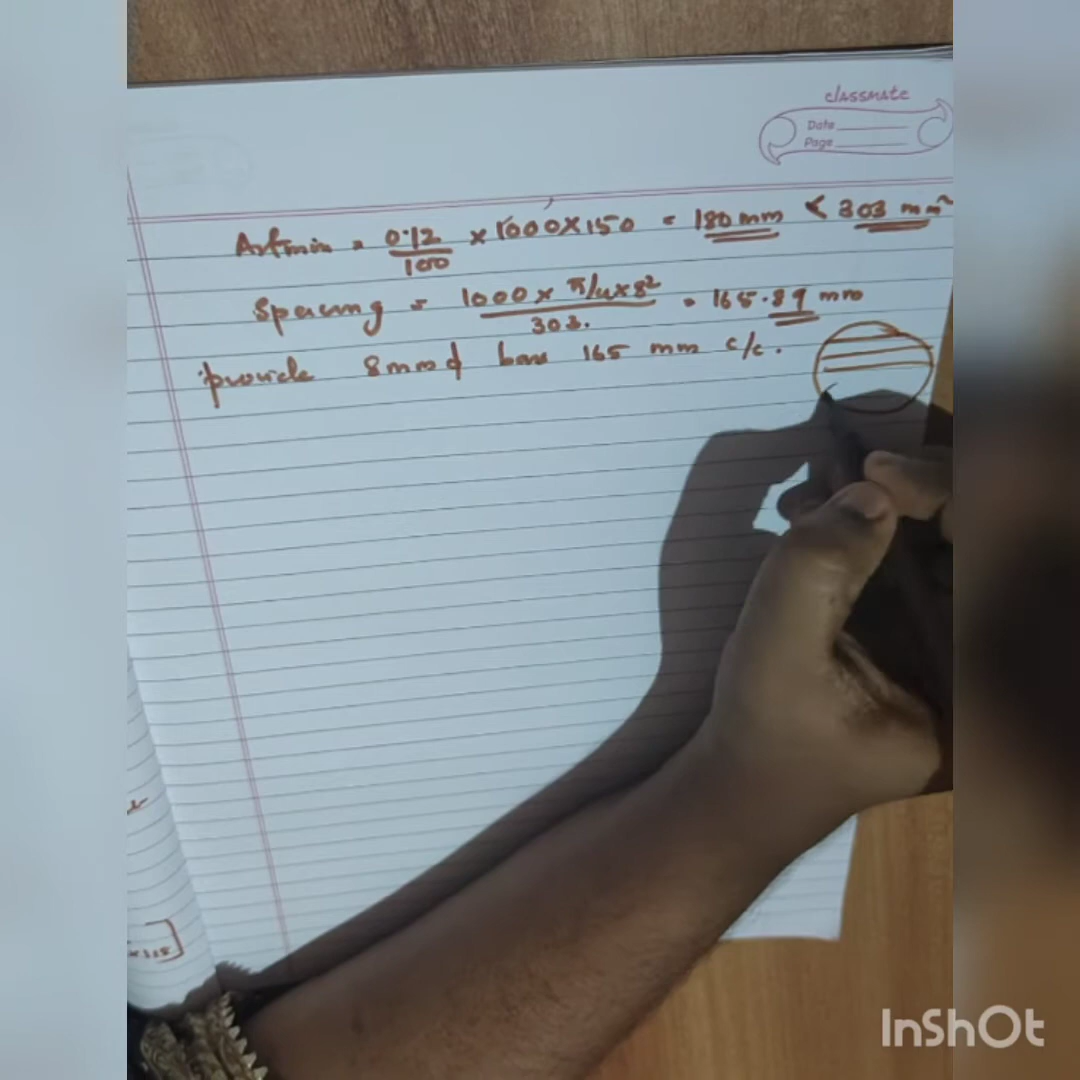 classmate
Date
Page
Astmin = 0.12/100 × 1000×150 = 180 mm < 303 mm²
Spacing = 1000 × π/4×8²/303. = 165.89 mm
provide 8mm ϕ bars 165 mm c/c.
InShOt